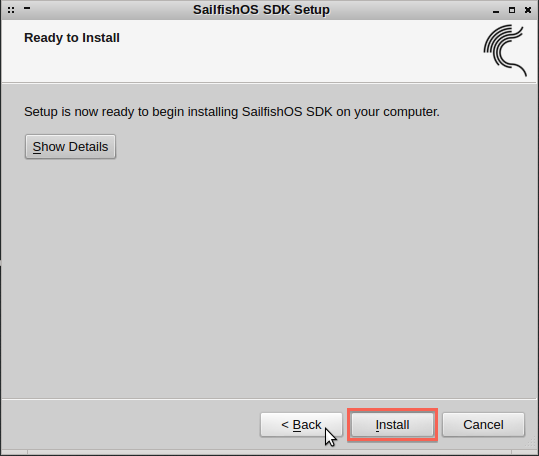 SailfishOS SDK Setup
Ready to Install
Setup is now ready to begin installing SailfishOS SDK on your computer.
Show Details
< Back
Install
Cancel